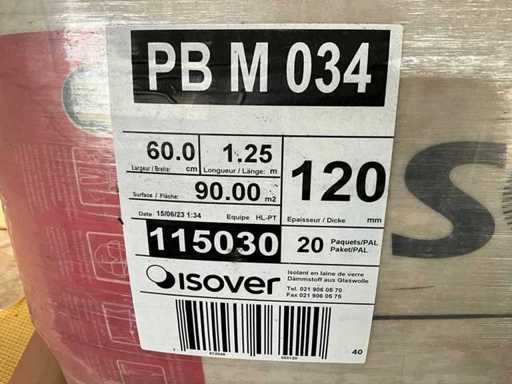 PB M 034
60.0 cm
Largeur / Breite:
1.25 m
Longueur / Länge:
120 mm
Epaisseur / Dicke
Surface / Fläche: 90.00 m2
Date: 15/06/23 1:34 Equipe HL-PT
115030
20 Paquets/PAL
Paket/PAL
isover
Isolant en laine de verre
Dämmstoff aus Glaswolle
Tel. 021 906 05 70
Fax 021 906 05 75
40
S